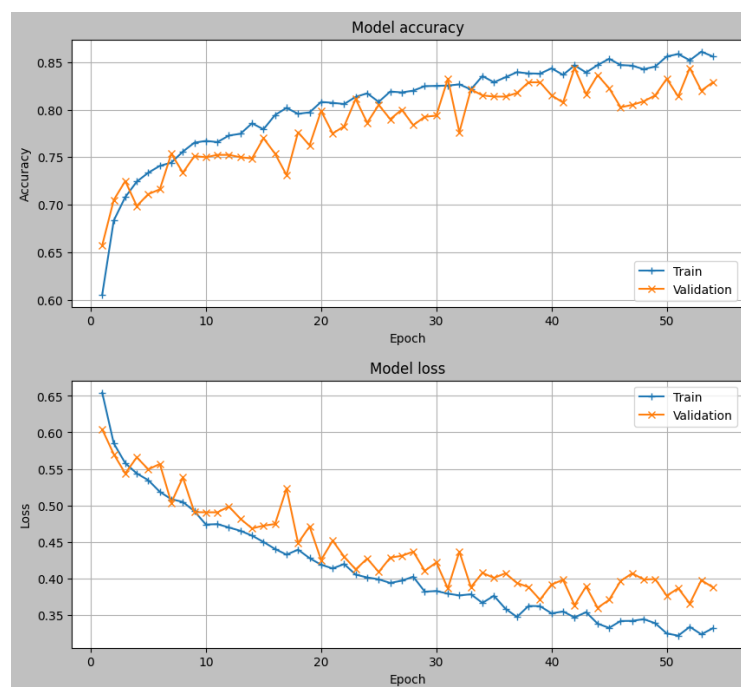 Model accuracy
0.85
0.80
0.75
0.70
0.65
0.60
Accuracy
Train
Validation
0 10 20 30 40 50
Epoch
Model loss
0.65
0.60
0.55
0.50
0.45
0.40
0.35
Loss
Train
Validation
0 10 20 30 40 50
Epoch